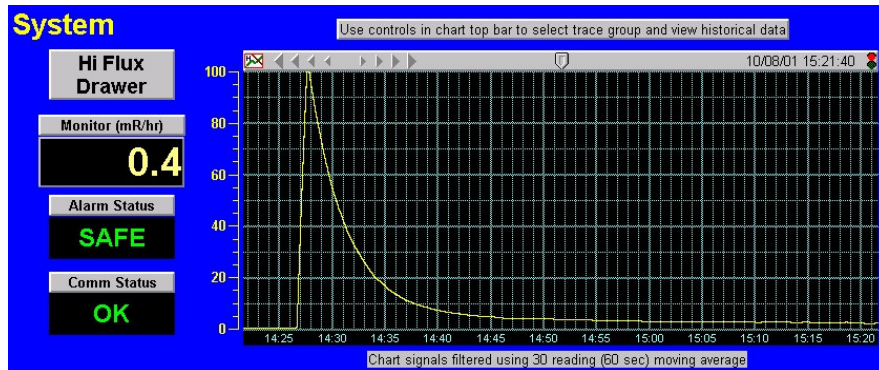 System
Use controls in chart top bar to select trace group and view historical data
Hi Flux
Drawer
10/08/01 15:21:40
Monitor (mR/hr)
0.4
Alarm Status
SAFE
Comm Status
OK
100
80
60
40
20
0
14:25 14:30 14:35 14:40 14:45 14:50 14:55 15:00 15:05 15:10 15:15 15:20
Chart signals filtered using 30 reading (60 sec) moving average